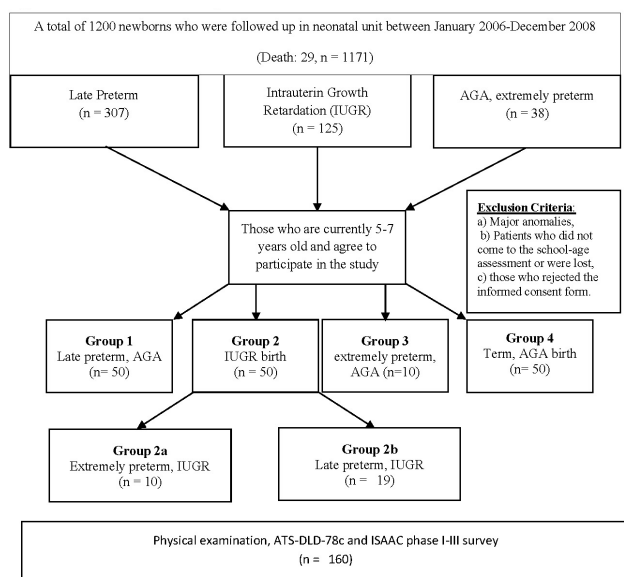 A total of 1200 newborns who were followed up in neonatal unit between January 2006-December 2008
(Death: 29, n = 1171)
Late Preterm
(n = 307)
Intrauterin Growth
Retardation (IUGR)
(n = 125)
AGA, extremely preterm
(n = 38)
Those who are currently 5-7
years old and agree to
participate in the study
Exclusion Criteria:
a) Major anomalies,
b) Patients who did not
come to the school-age
assessment or were lost,
c) those who rejected the
informed consent form.
Group 1
Late preterm, AGA
(n= 50)
Group 2
IUGR birth
(n = 50)
Group 3
extremely preterm,
AGA (n=10)
Group 4
Term, AGA birth
(n= 50)
Group 2a
Extremely preterm, IUGR
(n = 10)
Group 2b
Late preterm, IUGR
(n = 19)
Physical examination, ATS-DLD-78c and ISAAC phase I-III survey
(n = 160)